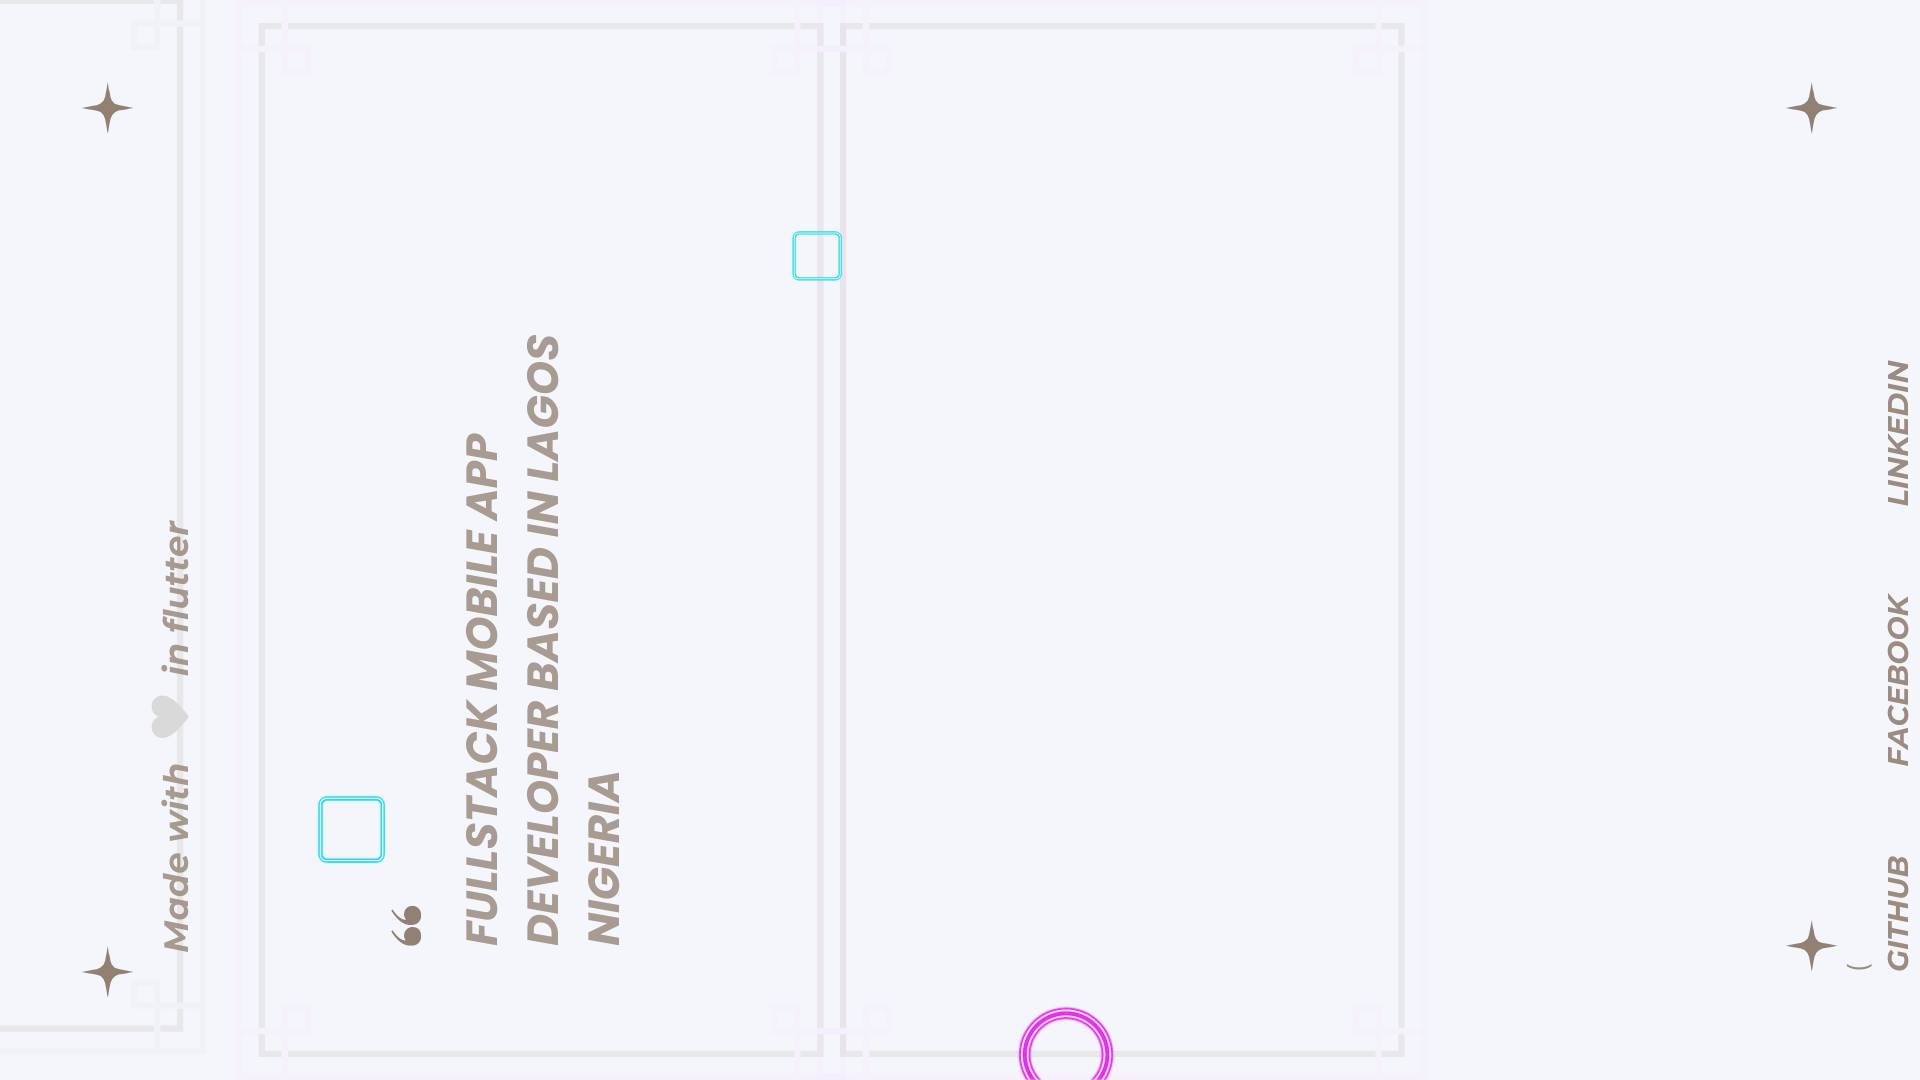 Made with in flutter
“
FULLSTACK MOBILE APP
DEVELOPER BASED IN LAGOS
NIGERIA
GITHUB FACEBOOK LINKEDIN